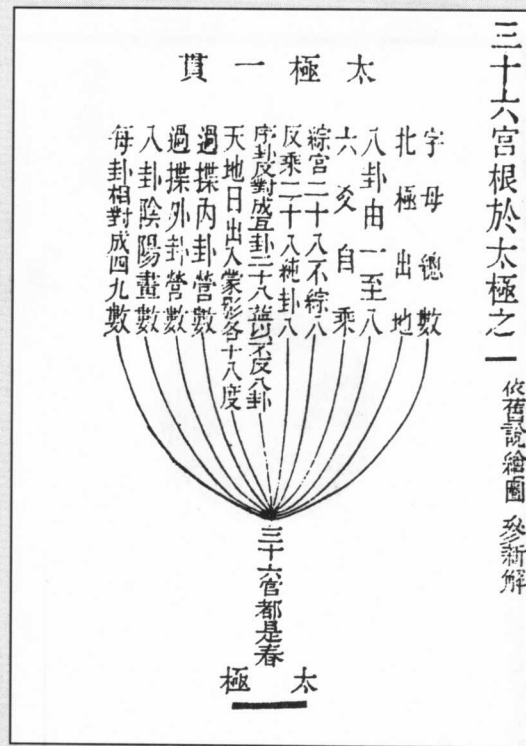 三十六宮根於太極之一
依舊說繪圖 參新解
太極一貫
字母總數
北極出地
八卦由一至八
六爻自乘
綜宮二十八不綜八
反乘二十八純卦八
序卦反對成互卦二十八益以不反八卦
天地日出入蒙影各十八度
過揲內卦營數
過揲外卦營數
八卦陰陽畫數
每卦相對成四九數
三十六宮都是春
太極